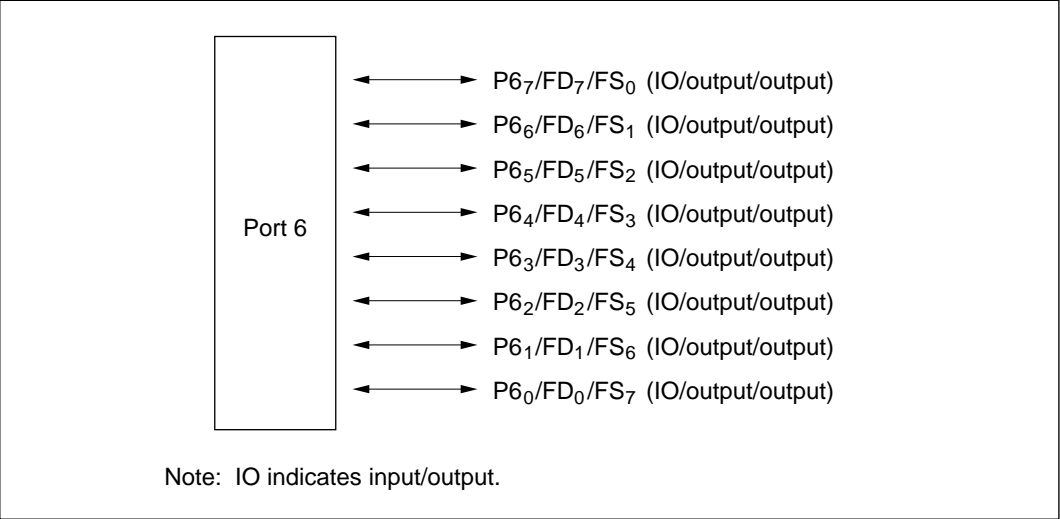 P6₇/FD₇/FS₀ (IO/output/output)
P6₆/FD₆/FS₁ (IO/output/output)
P6₅/FD₅/FS₂ (IO/output/output)
P6₄/FD₄/FS₃ (IO/output/output)
Port 6
P6₃/FD₃/FS₄ (IO/output/output)
P6₂/FD₂/FS₅ (IO/output/output)
P6₁/FD₁/FS₆ (IO/output/output)
P6₀/FD₀/FS₇ (IO/output/output)
Note: IO indicates input/output.